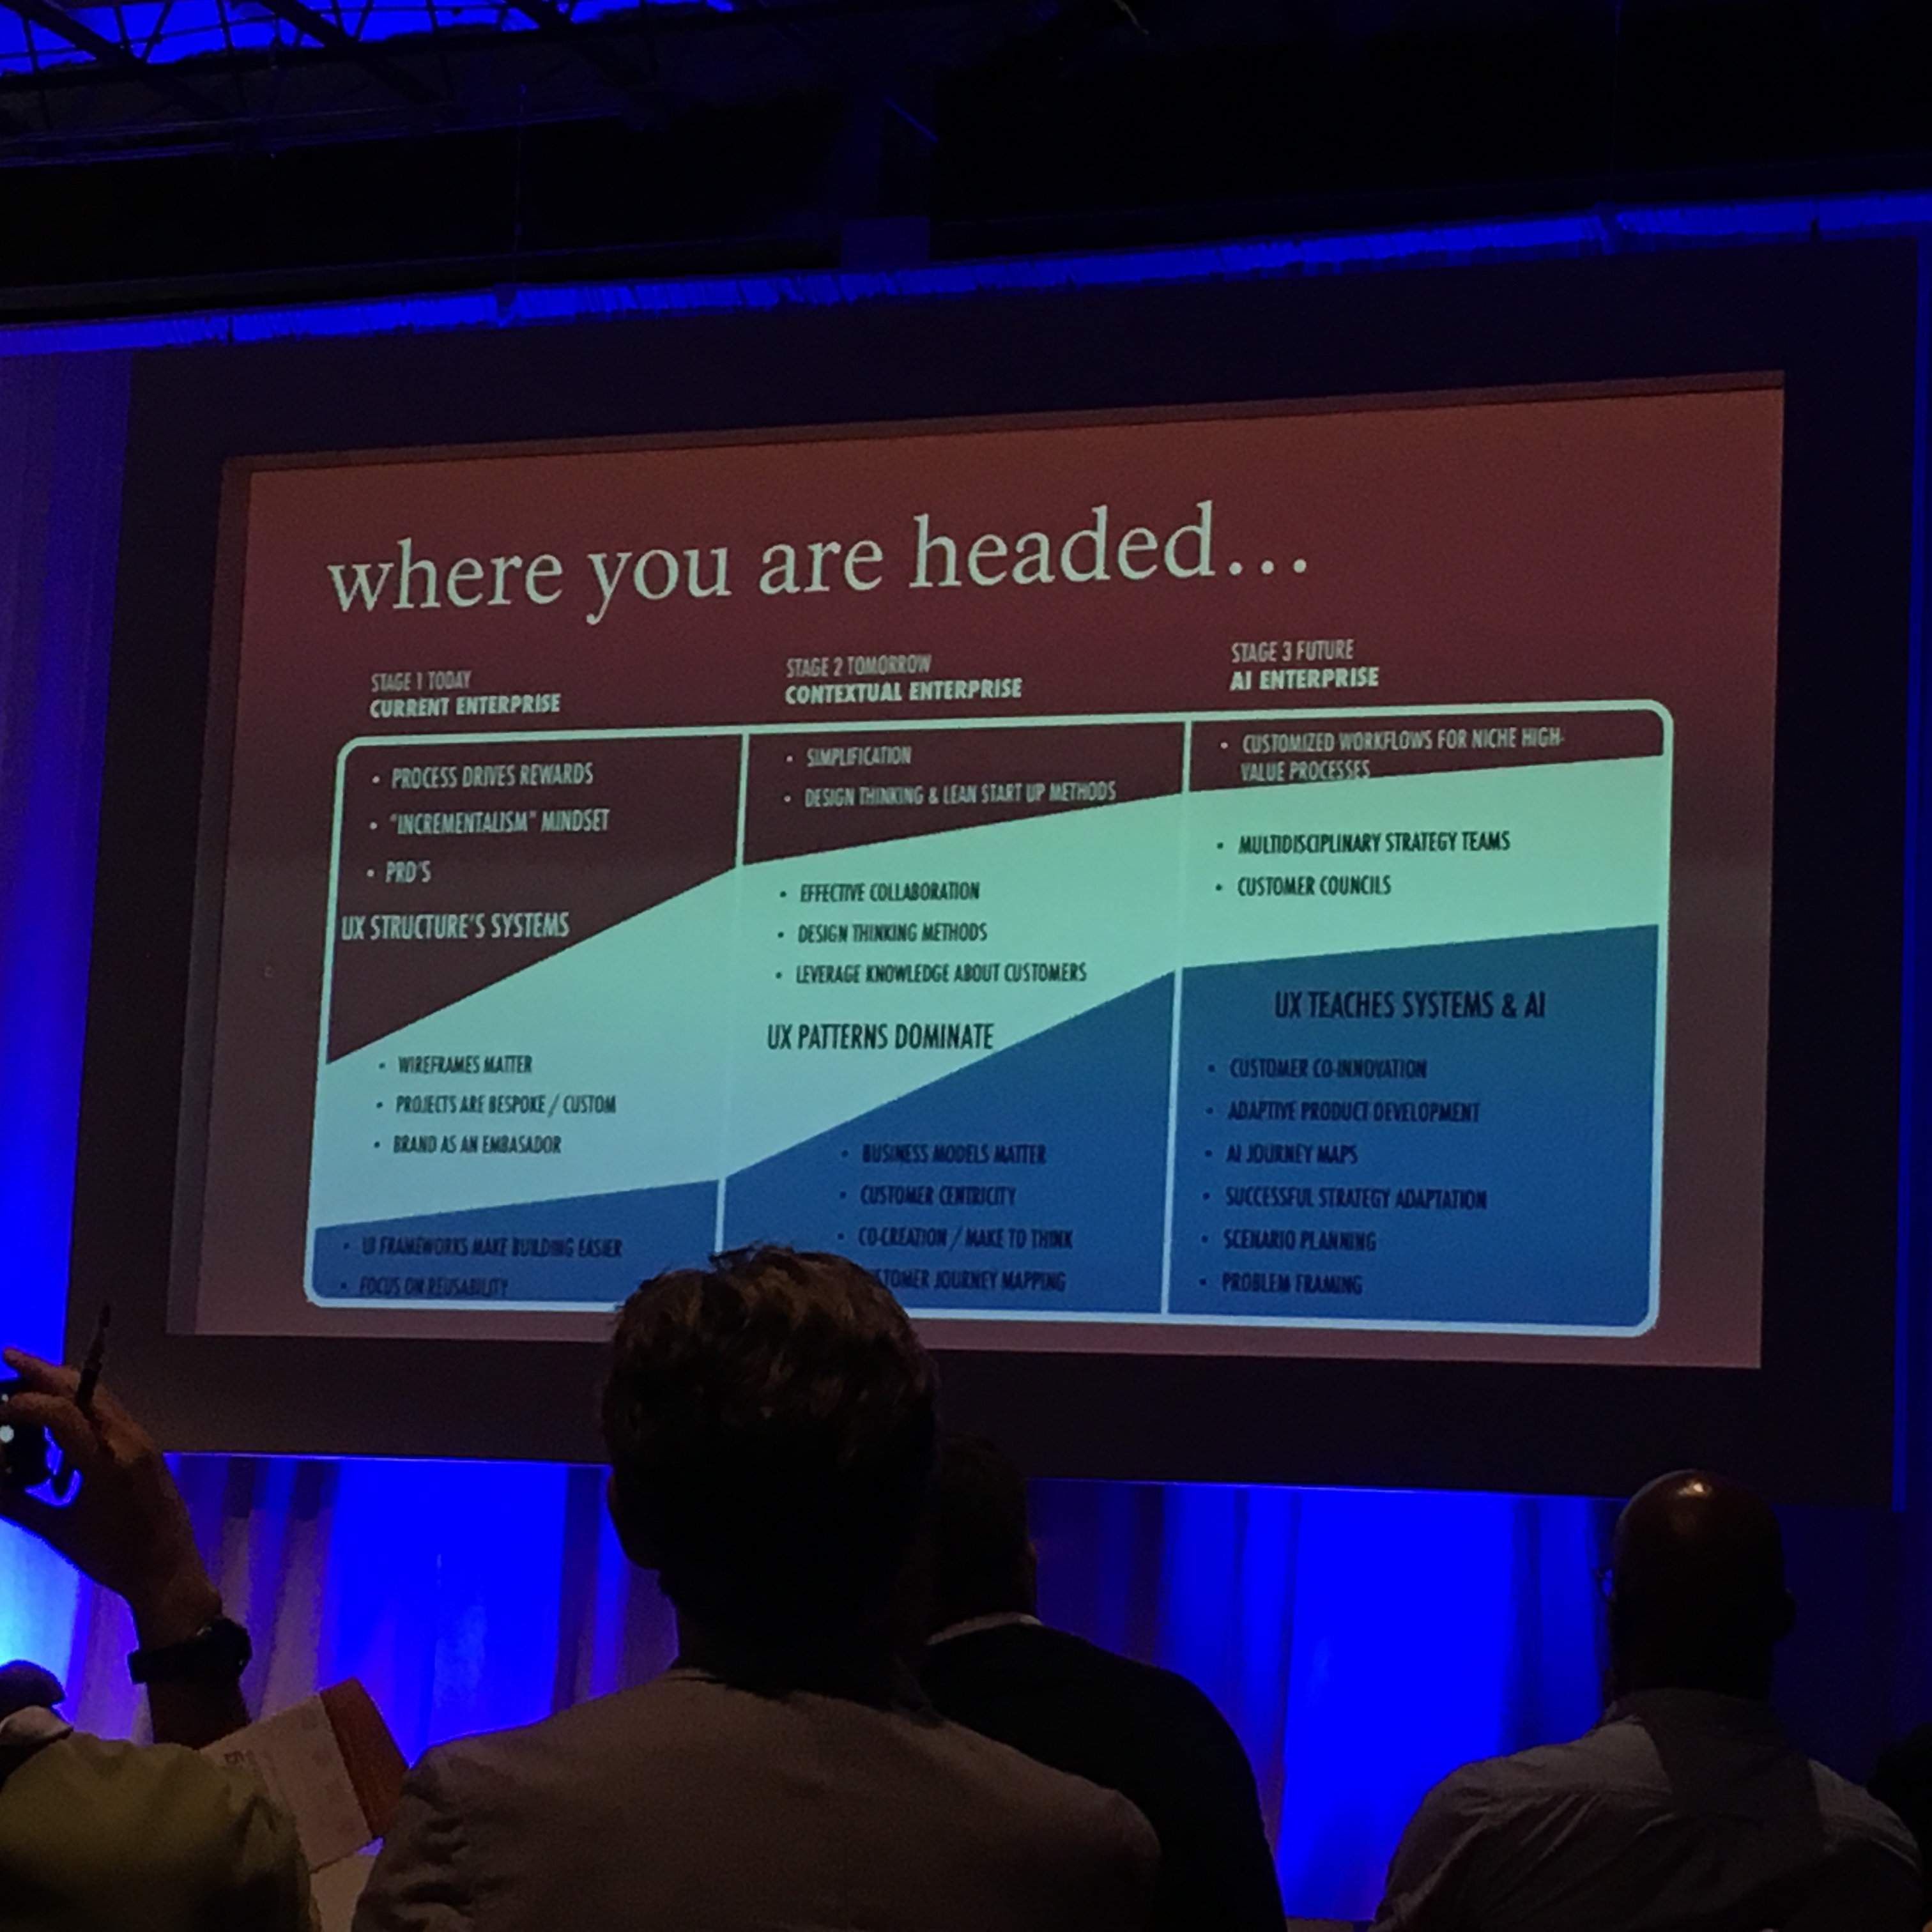 where you are headed...
STAGE 1 TODAY
CURRENT ENTERPRISE
• PROCESS DRIVES REWARDS
• "INCREMENTALISM" MINDSET
• PRD'S
UX STRUCTURE'S SYSTEMS
• WIREFRAMES MATTER
• PROJECTS ARE BESPOKE / CUSTOM
• BRAND AS AN EMBASADOR
• UI FRAMEWORKS MAKE BUILDING EASIER
• FOCUS ON REUSABILITY
STAGE 2 TOMORROW
CONTEXTUAL ENTERPRISE
• SIMPLIFICATION
• DESIGN THINKING & LEAN START UP METHODS
• EFFECTIVE COLLABORATION
• DESIGN THINKING METHODS
• LEVERAGE KNOWLEDGE ABOUT CUSTOMERS
UX PATTERNS DOMINATE
• BUSINESS MODELS MATTER
• CUSTOMER CENTRICITY
• CO-CREATION / MAKE TO THINK
JOURNEY MAPPING
STAGE 3 FUTURE
AI ENTERPRISE
• CUSTOMIZED WORKFLOWS FOR NICHE HIGH-
VALUE PROCESSES
• MULTIDISCIPLINARY STRATEGY TEAMS
• CUSTOMER COUNCILS
UX TEACHES SYSTEMS & AI
• CUSTOMER CO-INNOVATION
• ADAPTIVE PRODUCT DEVELOPMENT
• AI JOURNEY MAPS
• SUCCESSFUL STRATEGY ADAPTATION
• SCENARIO PLANNING
• PROBLEM FRAMING